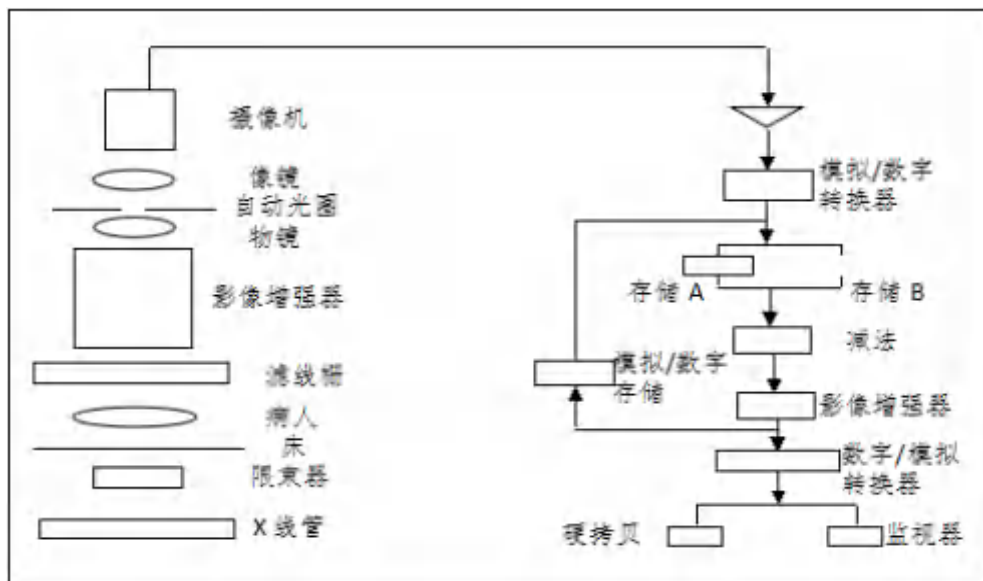 摄像机
像镜
自动光圈
物镜
影像增强器
滤线栅
病人
床
限束器
X 线管
模拟/数字
转换器
存储 A
存储 B
减法
模拟/数字
存储
影像增强器
数字/模拟
转换器
硬拷贝
监视器